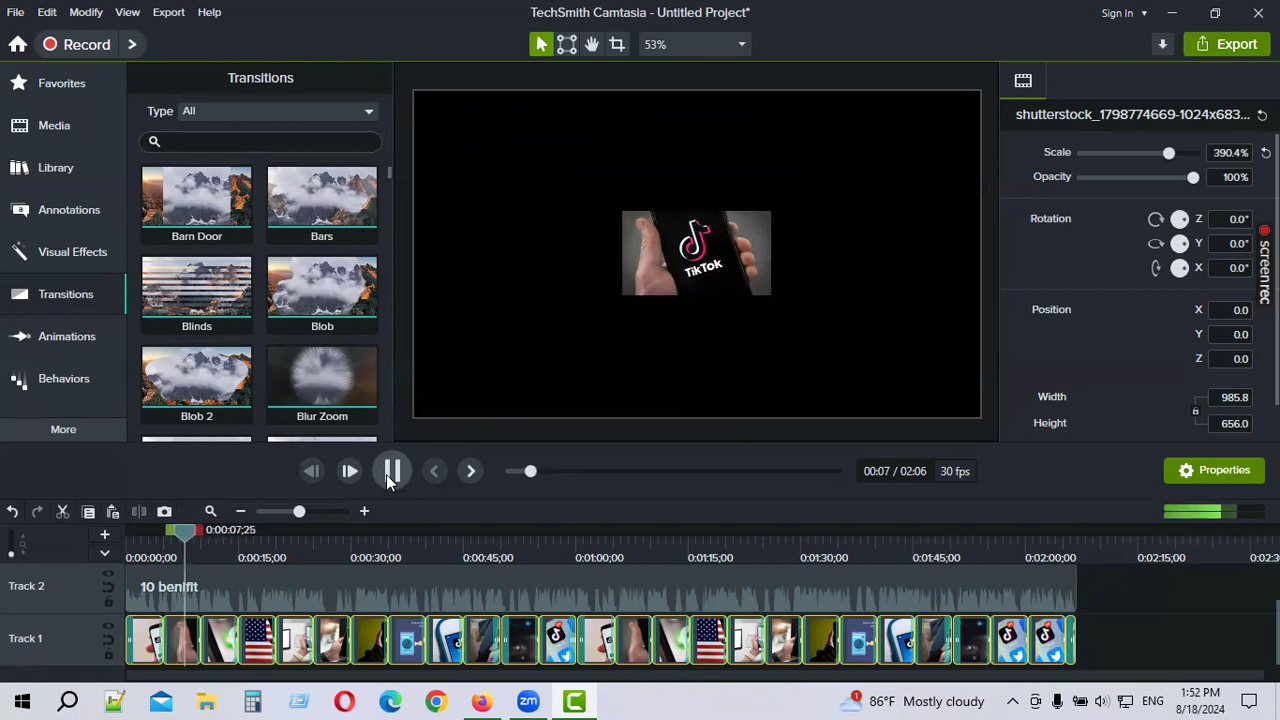 File Edit Modify View Export Help TechSmith Camtasia - Untitled Project* Sign In
Record 53% Export
Favorites
Media
Library
Annotations
Visual Effects
Transitions
Animations
Behaviors
More
Transitions
Type All
Barn Door Bars
Blinds Blob
Blob 2 Blur Zoom
TikTok
shutterstock_1798774669-1024x683...
Scale 390.4%
Opacity 100%
Rotation Z 0.0°
Y 0.0°
X 0.0°
Position X 0.0
Y 0.0
Z 0.0
Width 985.8
Height 656.0
screen rec
00:07 / 02:06 30 fps Properties
0:00:07;25
0:00:00;00 0:00:15;00 0:00:30;00 0:00:45;00 0:01:00;00 0:01:15;00 0:01:30;00 0:01:45;00 0:02:00;00 0:02:15;00 0:02:30
Track 2 10 benifit
Track 1
zm 86°F Mostly cloudy ENG 1:52 PM
8/18/2024